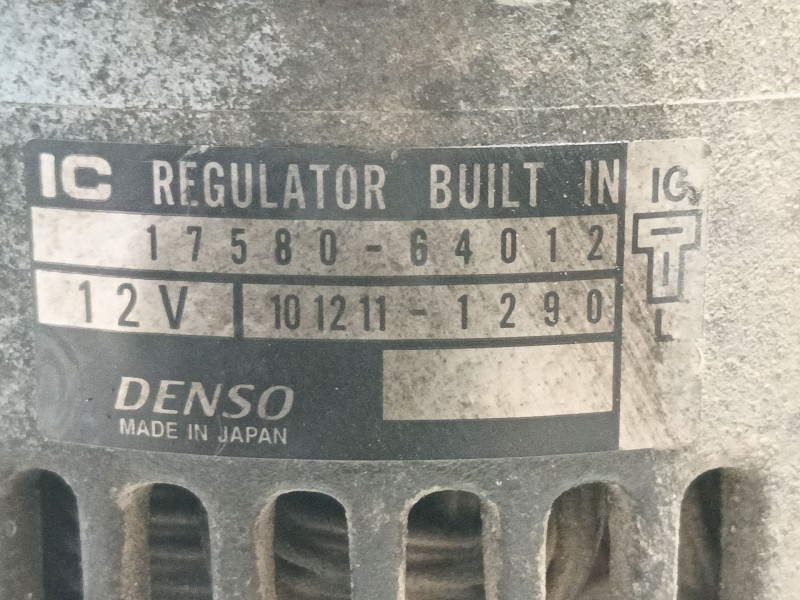 IC REGULATOR BUILT IN
17580-64012
12V 101211-1290
DENSO
MADE IN JAPAN
IG
L